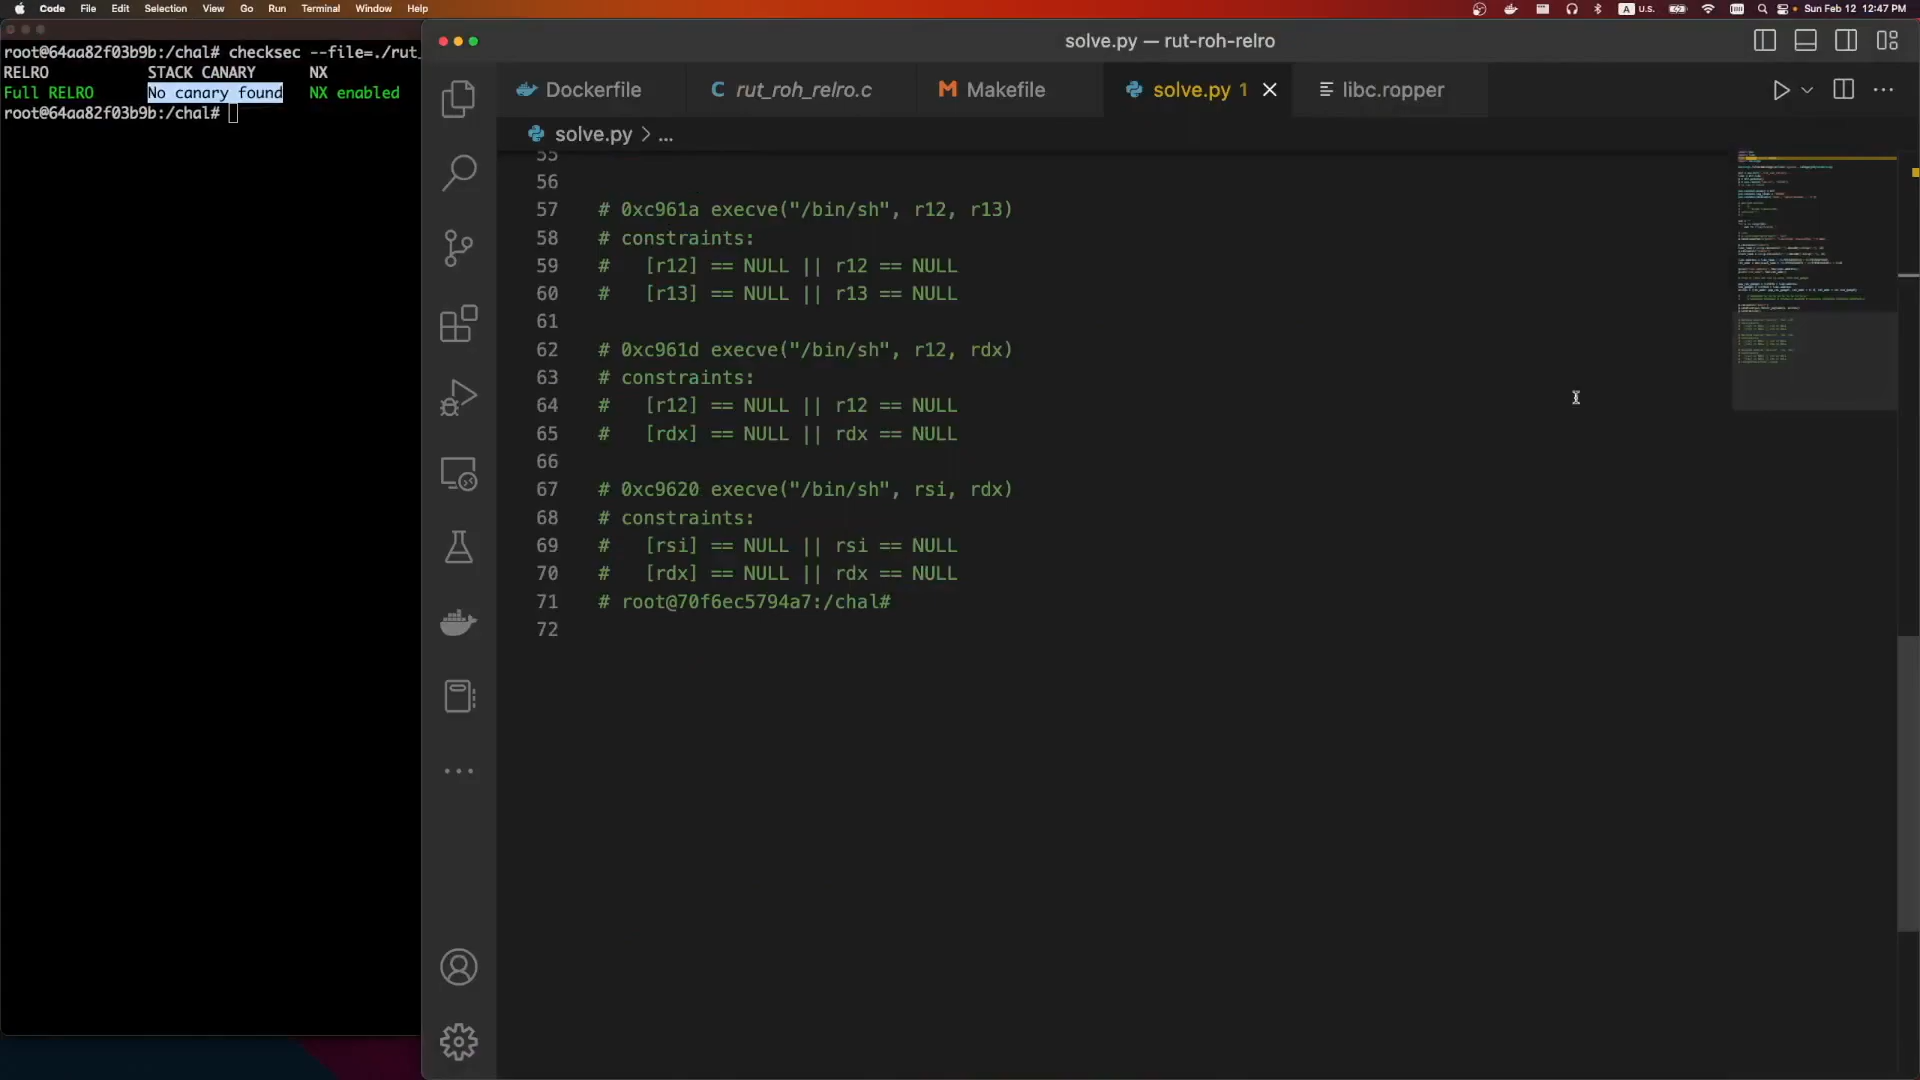 Code File Edit Selection View Go Run Terminal Window Help
U.S. Sun Feb 12 12:47 PM
root@64aa82f03b9b:/chal# checksec --file=./rut_
RELRO STACK CANARY NX
Full RELRO No canary found NX enabled
root@64aa82f03b9b:/chal#
solve.py — rut-roh-relro
Dockerfile
C rut_roh_relro.c
M Makefile
solve.py 1
libc.ropper
solve.py > ...
55
56
57 # 0xc961a execve("/bin/sh", r12, r13)
58 # constraints:
59 #   [r12] == NULL || r12 == NULL
60 #   [r13] == NULL || r13 == NULL
61
62 # 0xc961d execve("/bin/sh", r12, rdx)
63 # constraints:
64 #   [r12] == NULL || r12 == NULL
65 #   [rdx] == NULL || rdx == NULL
66
67 # 0xc9620 execve("/bin/sh", rsi, rdx)
68 # constraints:
69 #   [rsi] == NULL || rsi == NULL
70 #   [rdx] == NULL || rdx == NULL
71 # root@70f6ec5794a7:/chal#
72